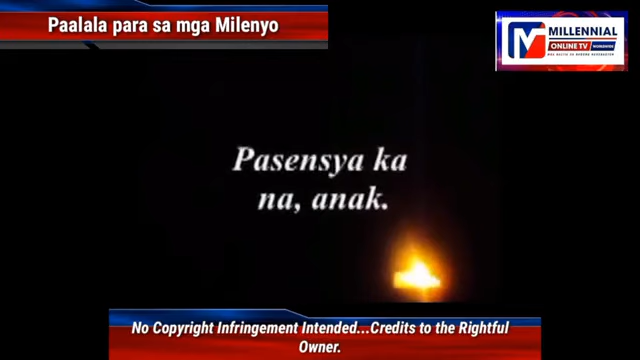 Paalala para sa mga Milenyo
MILLENNIAL
ONLINE TV WORLDWIDE
Pasensya ka
na, anak.
No Copyright Infringement Intended...Credits to the Rightful
Owner.